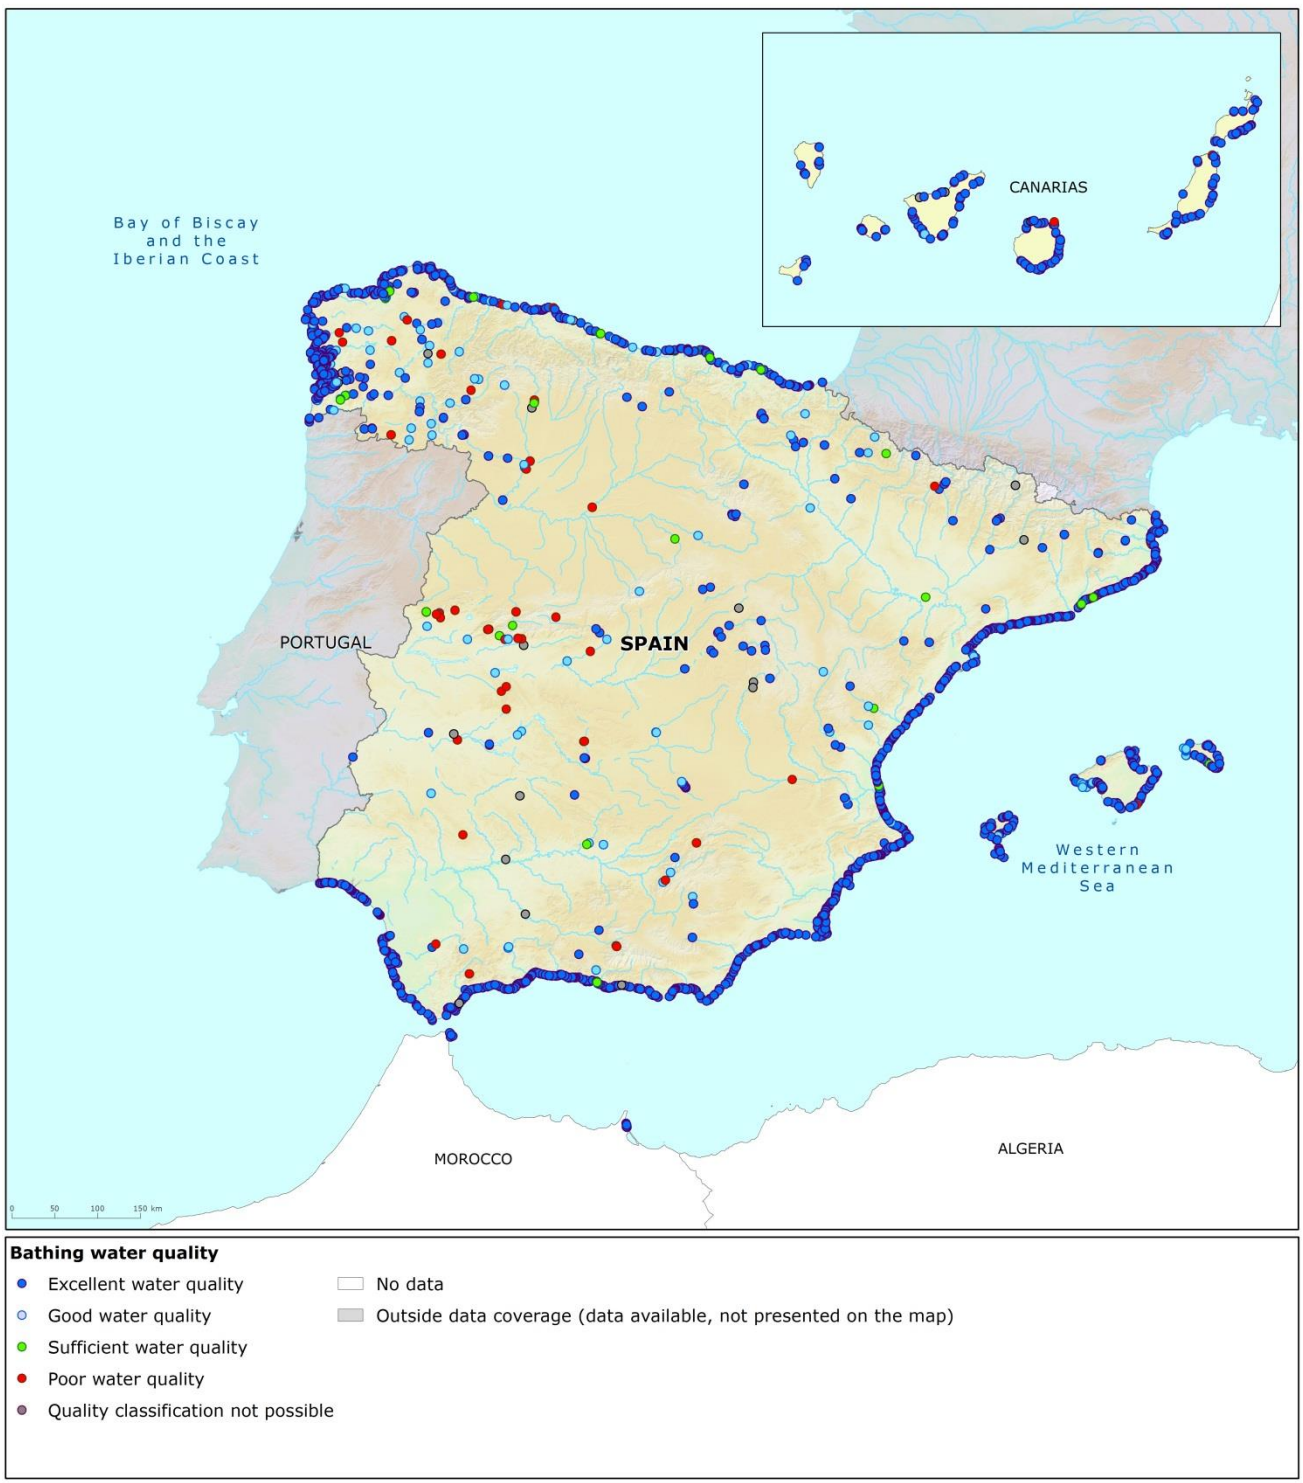 CANARIAS
Bay of Biscay
and the
Iberian Coast
PORTUGAL
SPAIN
Western
Mediterranean
Sea
MOROCCO
ALGERIA
0 50 100 150 km
Bathing water quality
Excellent water quality
Good water quality
Sufficient water quality
Poor water quality
Quality classification not possible
No data
Outside data coverage (data available, not presented on the map)